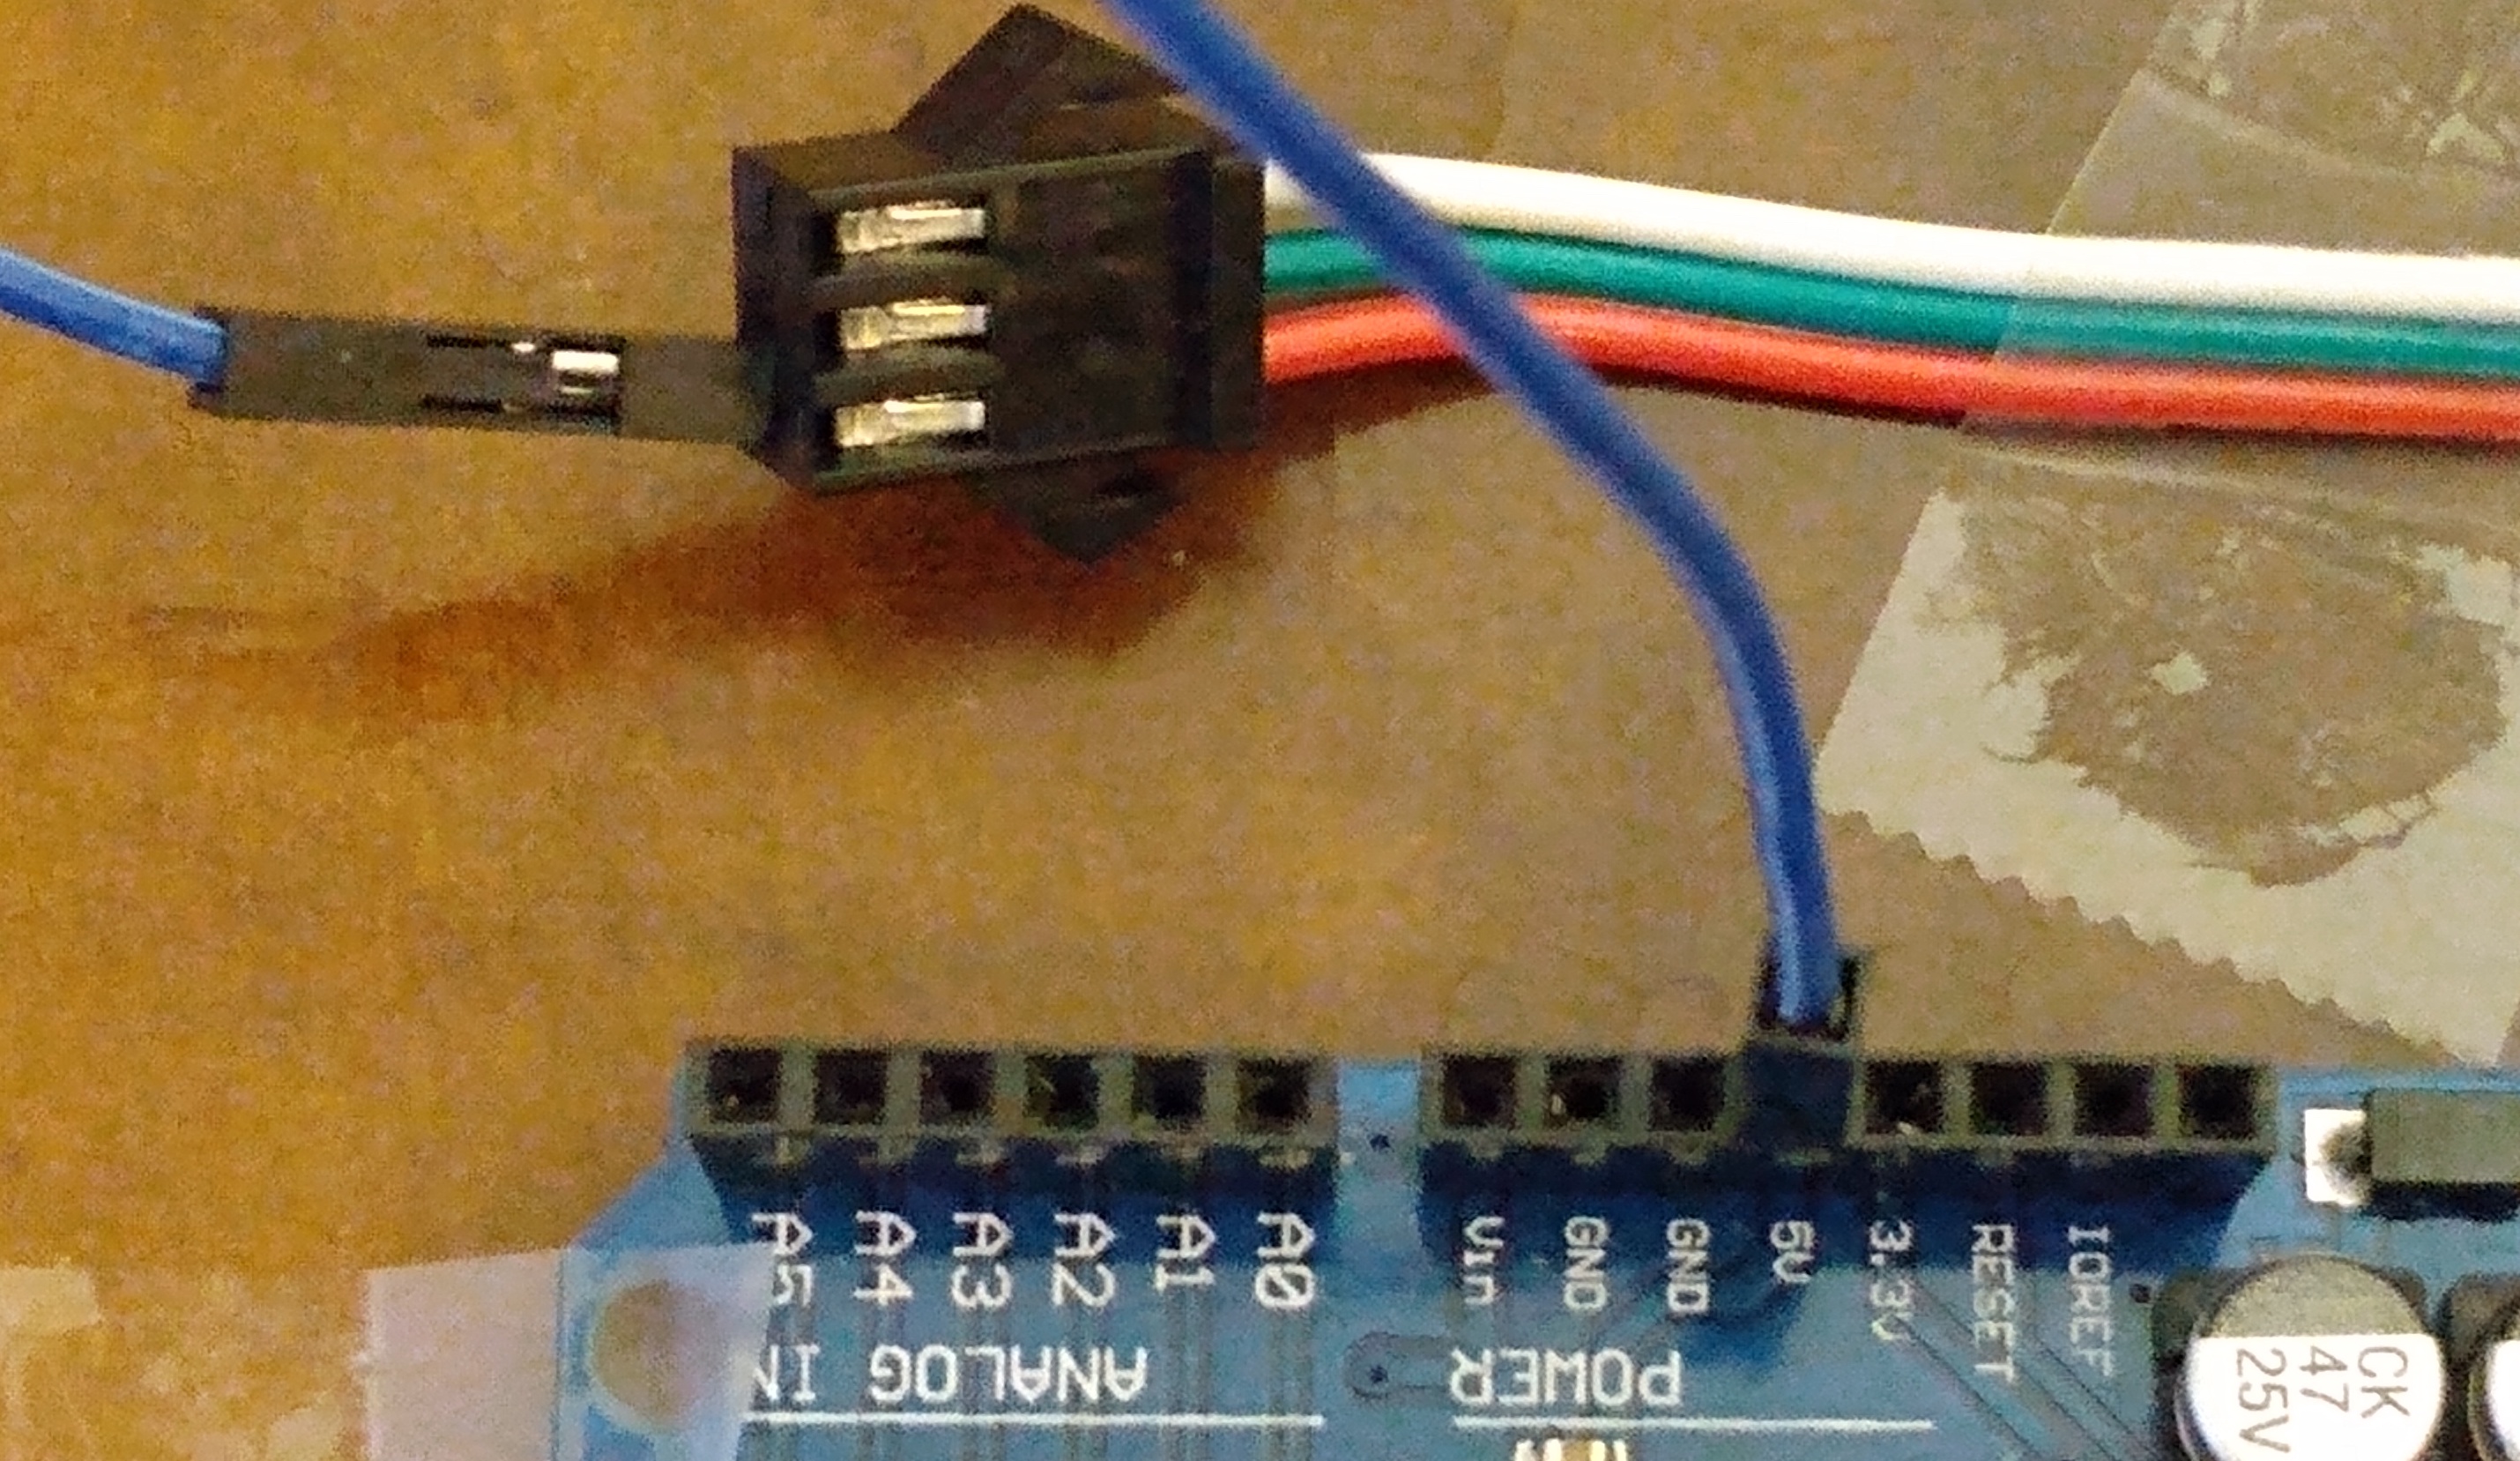 A5 A4 A3 A2 A1 A0
Vin GND GND 5V 3.3V RESET IOREF
ANALOG IN
POWER
CK
47
25V